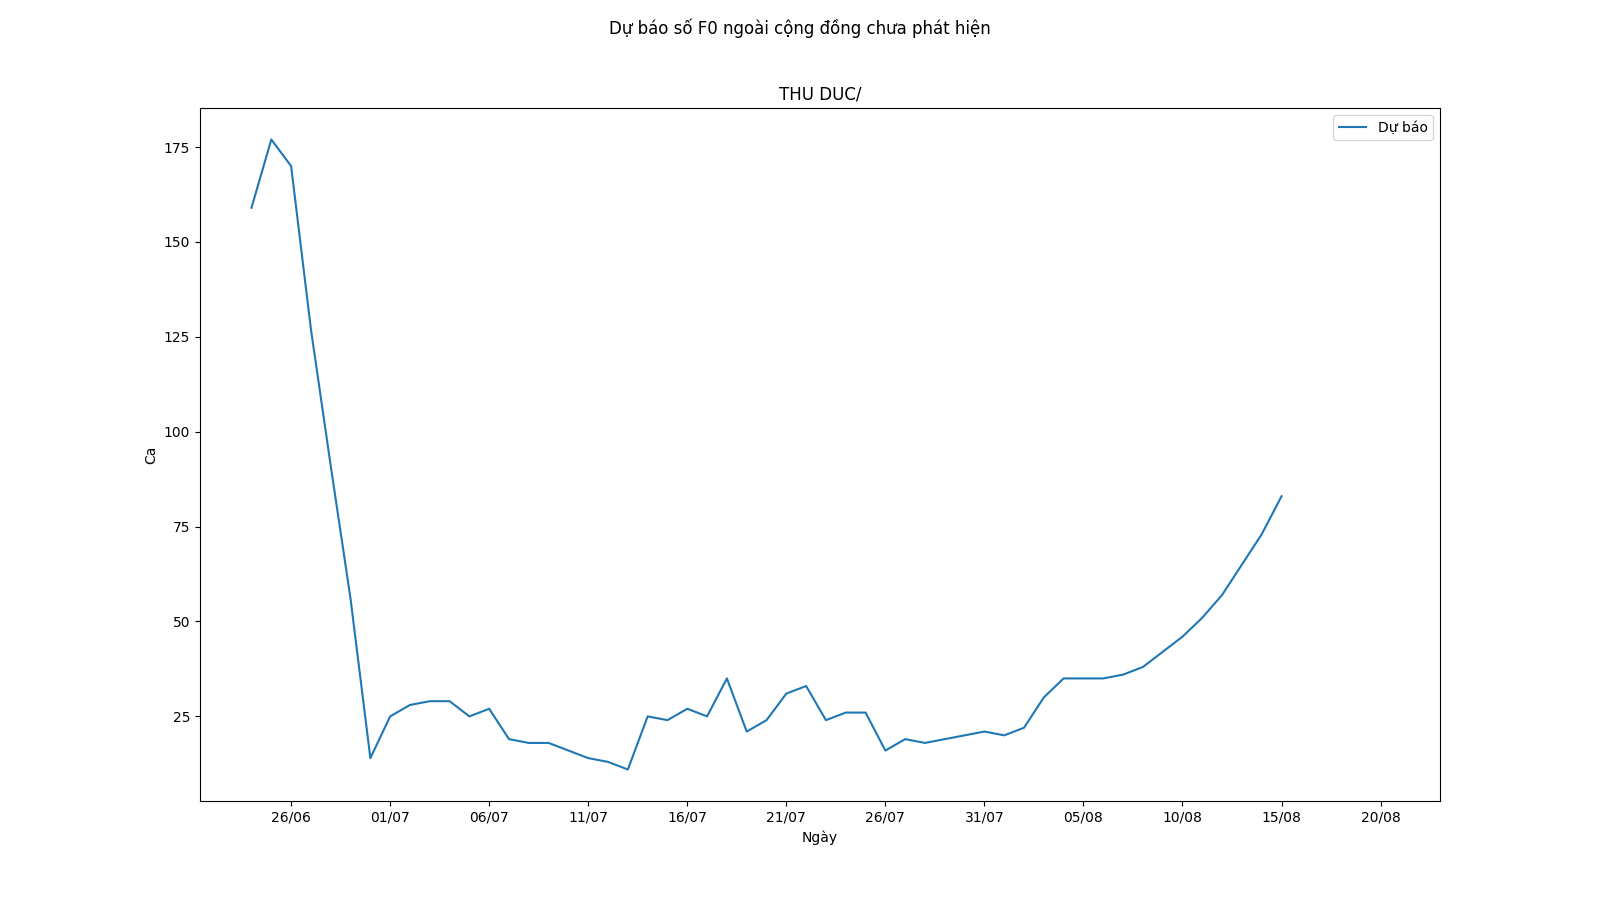 Dự báo số F0 ngoài cộng đồng chưa phát hiện
THU DUC/
Dự báo
175
150
125
100
75
50
25
Ca
26/06 01/07 06/07 11/07 16/07 21/07 26/07 31/07 05/08 10/08 15/08 20/08
Ngày